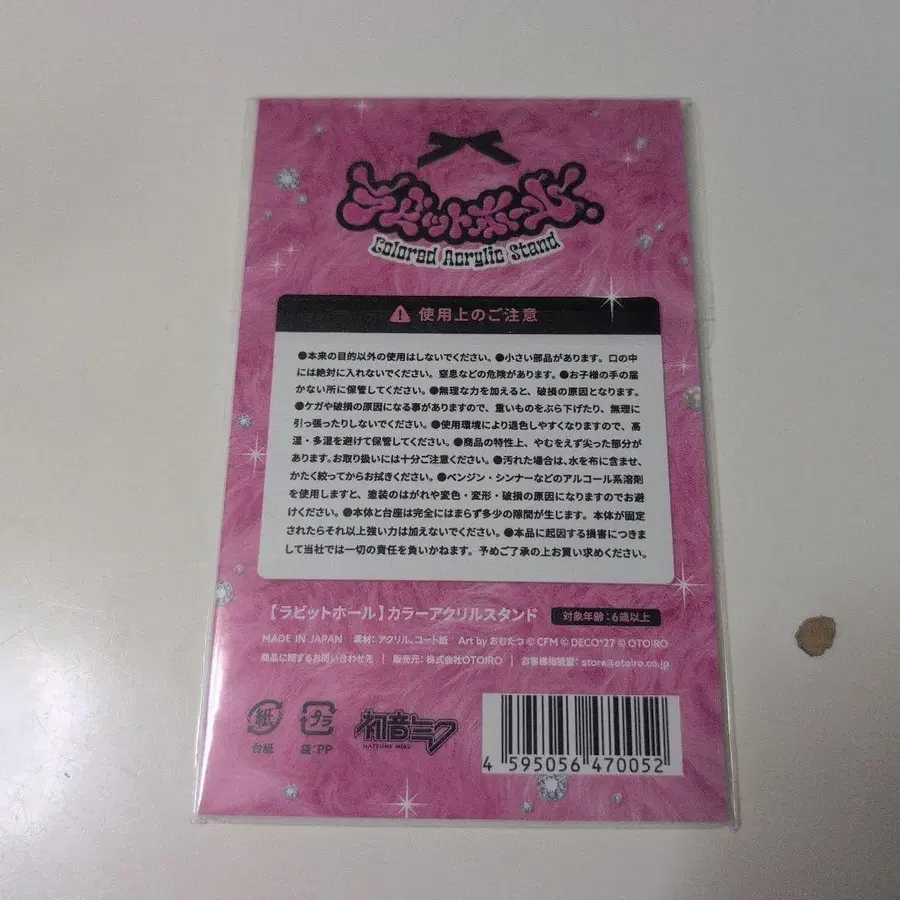 ラビットホール
Colored Acrylic Stand
使用上のご注意
●本来の目的以外の使用はしないでください。●小さい部品があります。口の中
には絶対に入れないでください。窒息などの危険があります。●お子様の手の届
かない所に保管してください。●無理な力を加えると、破損の原因となります。
●ケガや破損の原因になる事がありますので、重いものをぶら下げたり、無理に
引っ張ったりしないでください。●使用環境により退色しやすくなりますので、高
温・多湿を避けて保管してください。●商品の特性上、やむをえず尖った部分が
あります。お取り扱いには十分ご注意ください。●汚れた場合は、水を布に含ませ、
かたく絞ってからお拭きください。●ベンジン・シンナーなどのアルコール系溶剤
を使用しますと、塗装のはがれや変色・変形・破損の原因になりますのでお避
けください。●本体と台座は完全にはまらず多少の隙間が生じます。本体が固定
されたらそれ以上強い力は加えないでください。●本品に起因する損害につきま
して当社では一切の責任を負いかねます。予めご了承の上お買い求めください。
【ラビットホール】カラーアクリルスタンド 対象年齢:6歳以上
MADE IN JAPAN 素材:アクリル、コート紙 Art by おむたつ © CFM © DECO*27 © OTOIRO
商品に関するお問い合わせ先 | 販売元:株式会社OTOIRO | お客様相談室:store@otoiro.co.jp
紙 プラ 初音ミク
台紙 袋:PP HATSUNE MIKU
4 595056 470052